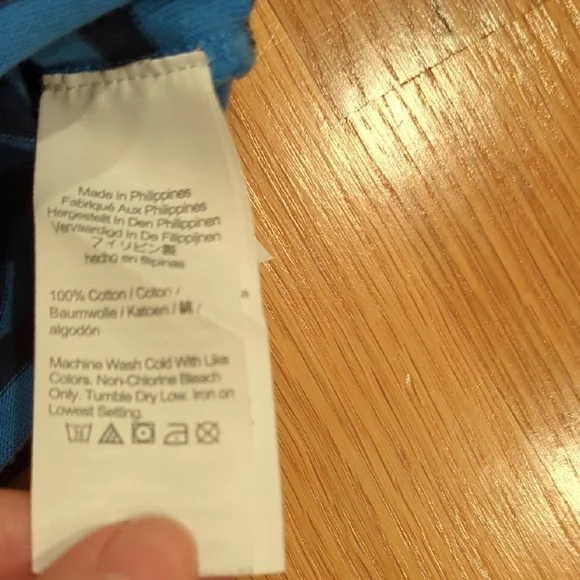 Made In Philippines
Fabriqué Aux Philippines
Hergestellt In Den Philippinen
Vervaardigd In De Filippijnen
フィリピン製
hecho en filipinas
100% Cotton / Coton /
Baumwolle / Katoen / 綿 /
algodón
Machine Wash Cold With Like
Colors. Non-Chlorine Bleach
Only. Tumble Dry Low. Iron on
Lowest Setting.